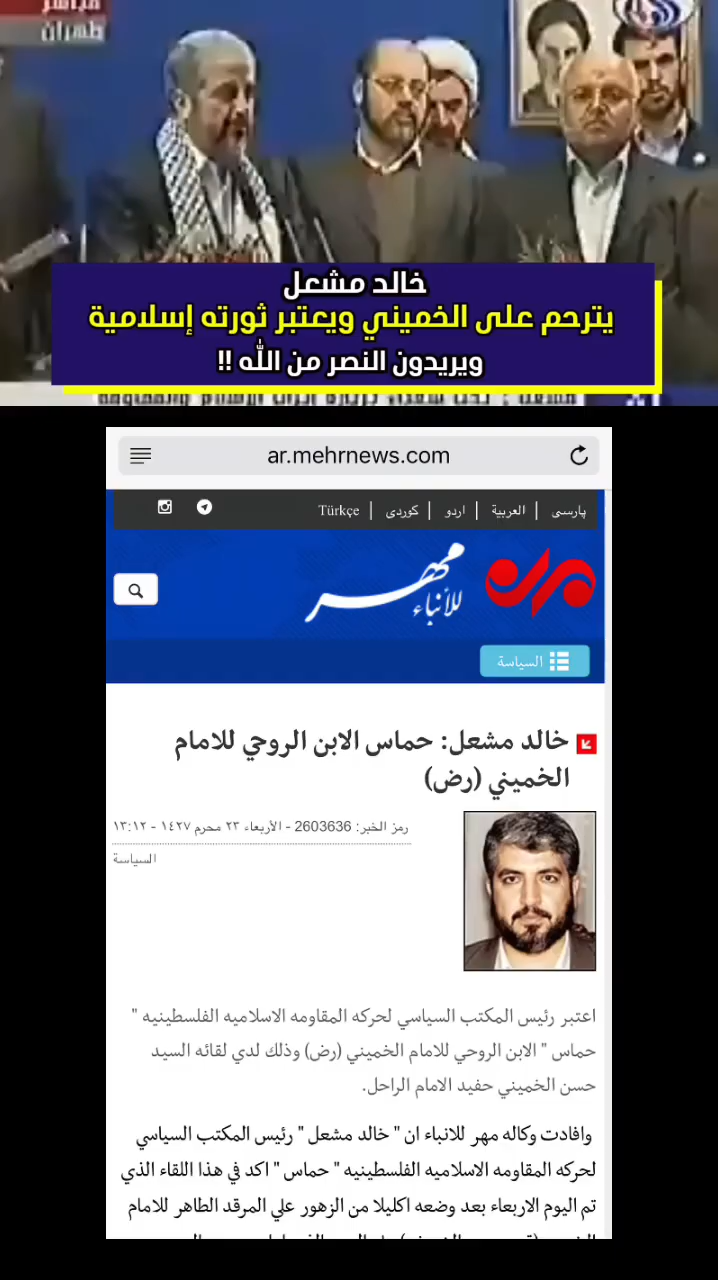 مباشر
طهران
خالد مشعل
يترحم على الخميني ويعتبر ثورته إسلامية
ويريدون النصر من الله !!
ar.mehrnews.com
پارسی | العربية | اردو | کوردی | Türkçe
مهر
للأنباء
السياسة
خالد مشعل: حماس الابن الروحي للامام
الخميني (رض)
رمز الخبر: 2603636 - الأربعاء ٢٣ محرم ١٤٢٧ - ١٣:١٢
السياسة
اعتبر رئيس المكتب السياسي لحركه المقاومه الاسلاميه الفلسطينيه "
حماس " الابن الروحي للامام الخميني (رض) وذلك لدي لقائه السيد
حسن الخميني حفيد الامام الراحل.
وافادت وكاله مهر للانباء ان " خالد مشعل " رئيس المكتب السياسي
لحركه المقاومه الاسلاميه الفلسطينيه " حماس " اكد في هذا اللقاء الذي
تم اليوم الاربعاء بعد وضعه اكليلا من الزهور علي المرقد الطاهر للامام